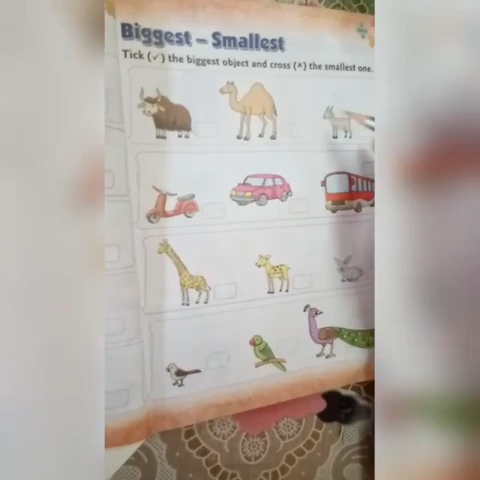 Biggest – Smallest
Tick (✓) the biggest object and cross (×) the smallest one.